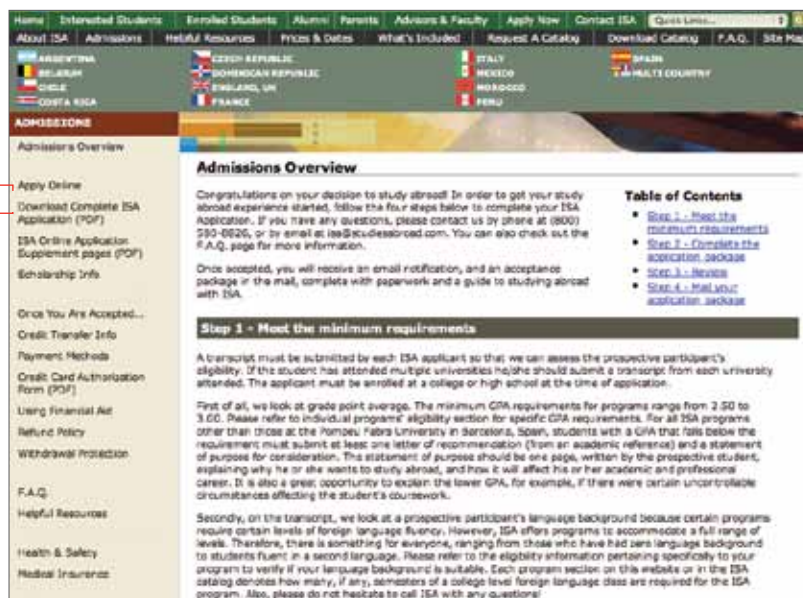 Home Interested Students Enrolled Students Alumni Parents Advisors & Faculty Apply Now Contact ISA Quick Links...
About ISA Admissions Helpful Resources Prices & Dates What's Included Request A Catalog Download Catalog F.A.Q. Site Map
ARGENTINA CZECH REPUBLIC ITALY SPAIN
BELGIUM DOMINICAN REPUBLIC MEXICO MULTI COUNTRY
CHILE ENGLAND, UK MOROCCO
COSTA RICA FRANCE PERU
ADMISSIONS
Admissions Overview
Apply Online
Download Complete ISA
Application (PDF)
ISA Online Application
Supplement pages (PDF)
Scholarship Info
Once You Are Accepted...
Credit Transfer Info
Payment Methods
Credit Card Authorization
Form (PDF)
Using Financial Aid
Refund Policy
Withdrawal Protection
F.A.Q.
Helpful Resources
Health & Safety
Medical Insurance
Admissions Overview
Congratulations on your decision to study abroad! In order to get your study
abroad experience started, follow the four steps below to complete your ISA
Application. If you have any questions, please contact us by phone at (800)
or by email at isa@studiesabroad.com. You can also check out the
F.A.Q. page for more information.
Once accepted, you will receive an email notification, and an acceptance
package in the mail, complete with paperwork and a guide to studying abroad
with ISA.
Table of Contents
Step 1 - Meet the
minimum requirements
Step 2 - Complete the
application package
Step 3 - Review
Step 4 - Mail your
application package
Step 1 - Meet the minimum requirements
A transcript must be submitted by each ISA applicant so that we can assess the prospective participant's
eligibility. If the student has attended multiple universities he/she should submit a transcript from each university
attended. The applicant must be enrolled at a college or high school at the time of application.
First of all, we look at grade point average. The minimum GPA requirements for programs range from 2.50 to
3.00. Please refer to individual programs' eligibility section for specific GPA requirements. For all ISA programs
other than those at the Pompeu Fabra University in Barcelona, Spain, students with a GPA that falls below the
requirement must submit at least one letter of recommendation (from an academic reference) and a statement
of purpose for consideration. The statement of purpose should be one page, written by the prospective student,
explaining why he or she wants to study abroad, and how it will affect his or her academic and professional
career. It is also a great opportunity to explain the lower GPA, for example, if there were certain uncontrollable
circumstances affecting the student's coursework.
Secondly, on the transcript, we look at a prospective participant's language background because certain programs
require certain levels of foreign language fluency. However, ISA offers programs to accommodate a full range of
levels. Therefore, there is something for everyone, ranging from those who have had zero language background
to students fluent in a second language. Please refer to the eligibility information pertaining specifically to your
program to verify if your language background is suitable. Each program section on this website or in the ISA
catalog denotes how many, if any, semesters of a college level foreign language class are required for the ISA
program. Also, please do not hesitate to call ISA with any questions!